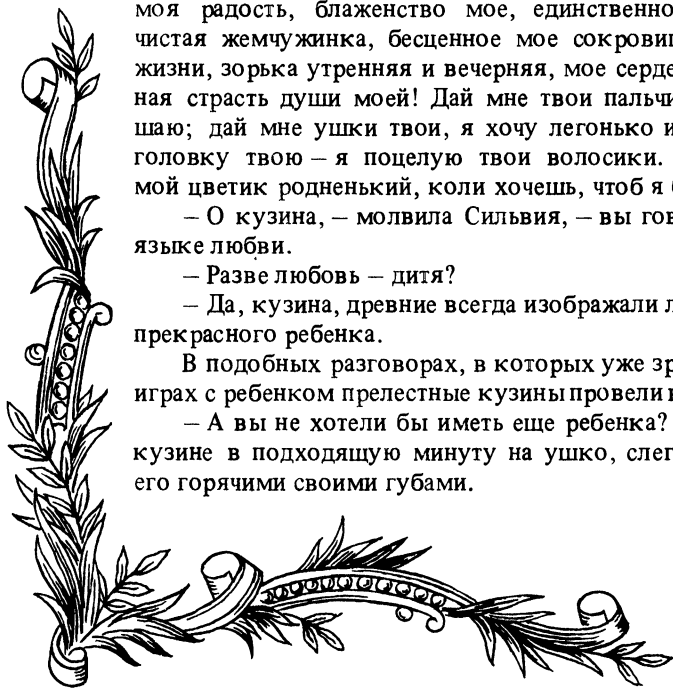 моя радость, блаженство мое, единственно
чистая жемчужинка, бесценное мое сокрови
жизни, зорька утренняя и вечерняя, мое серде
ная страсть души моей! Дай мне твои пальчи
шаю; дай мне ушки твои, я хочу легонько и
головку твою – я поцелую твои волосики.
мой цветик родненький, коли хочешь, чтоб я
– О кузина, – молвила Сильвия, – вы гов
языке любви.
– Разве любовь – дитя?
– Да, кузина, древние всегда изображали л
прекрасного ребенка.
В подобных разговорах, в которых уже зр
играх с ребенком прелестные кузины провели
– А вы не хотели бы иметь еще ребенка?
кузине в подходящую минуту на ушко, слег
его горячими своими губами.